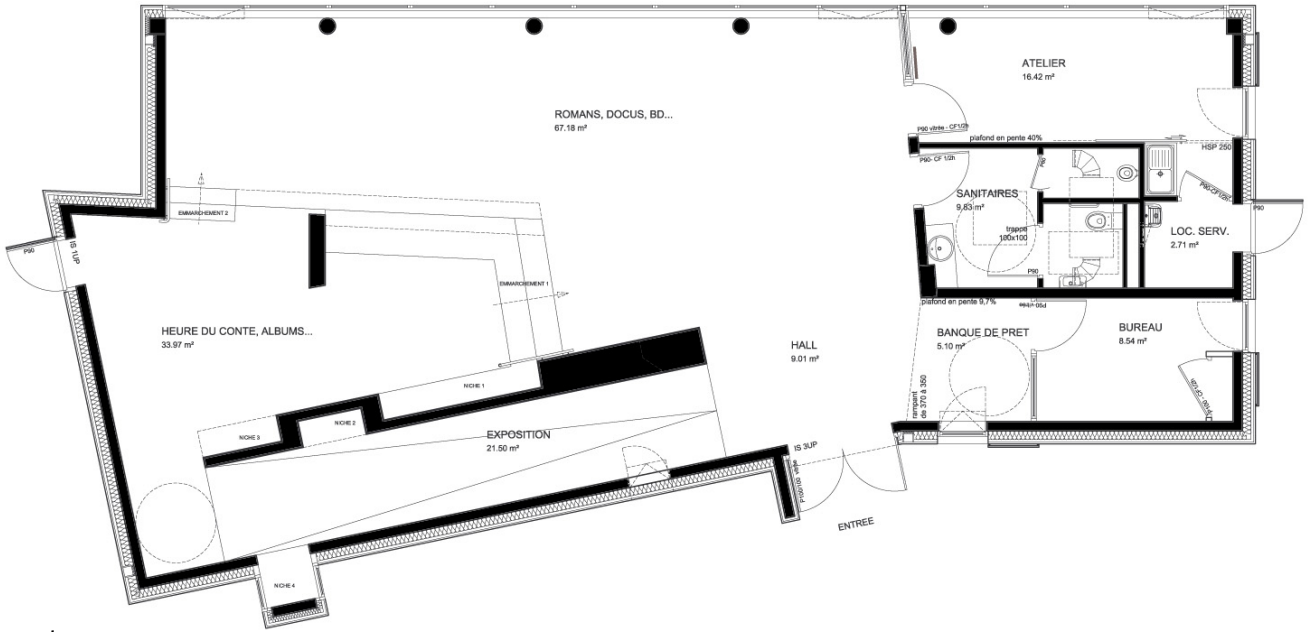 ATELIER
16.42 m²
ROMANS, DOCUS, BD...
67.18 m²
P90 vitrée - CF1/2h
plafond en pente 40%
HSP 250
P90- CF 1/2h
P90
P90-CF1/2h
SANITAIRES
9.83 m²
EMMARCHEMENT 2
P90
trappe
100x100
LOC. SERV.
2.71 m²
P90
IS 1UP
P90
EMMARCHEMENT 1
plafond en pente 9,7%
HEURE DU CONTE, ALBUMS...
33.97 m²
HALL
9.01 m²
BANQUE DE PRET
5.10 m²
BUREAU
8.54 m²
NICHE 1
rampant
de 370 à 350
NICHE 2
NICHE 3
EXPOSITION
21.50 m²
IS 3UP
ENTREE
NICHE 4